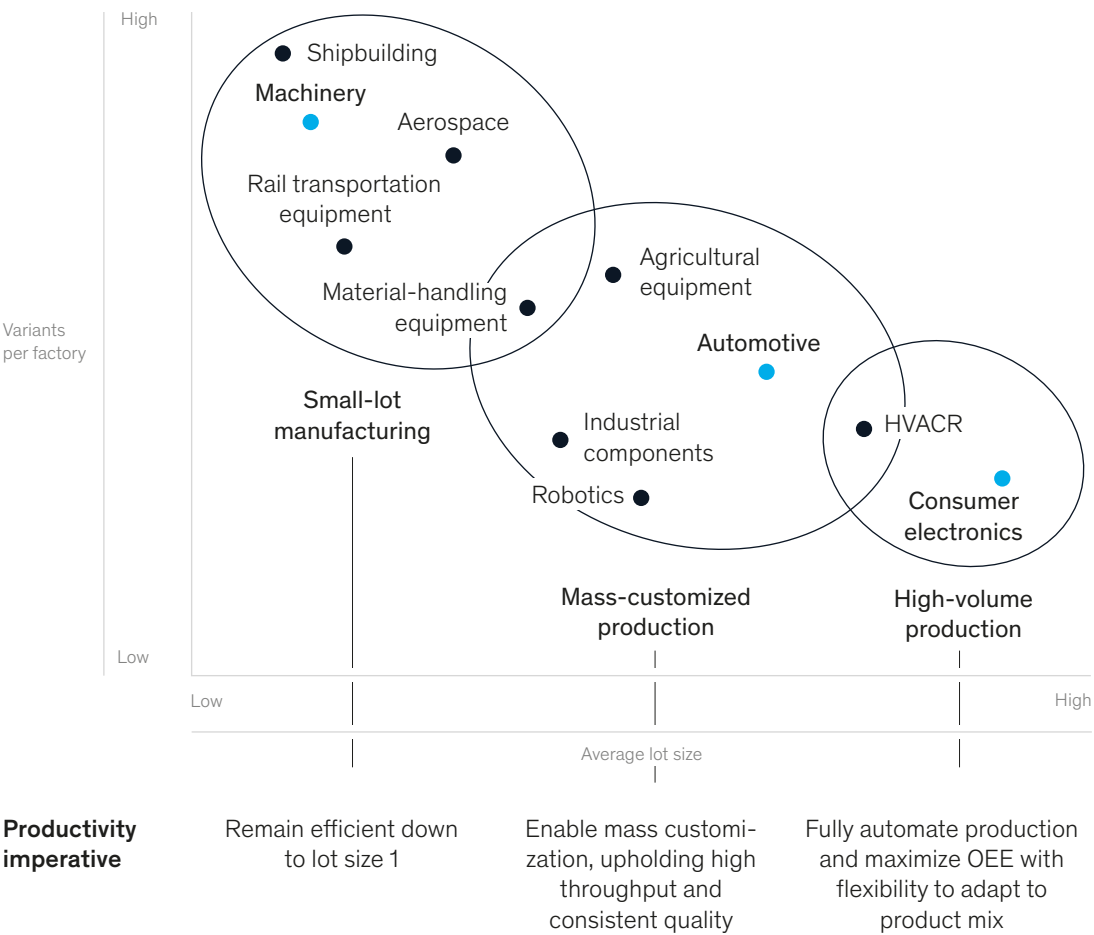 High
Shipbuilding
Machinery
Aerospace
Rail transportation
equipment
Agricultural
equipment
Material-handling
equipment
Variants
per factory
Automotive
Small-lot
manufacturing
Industrial
components
HVACR
Robotics
Consumer
electronics
Mass-customized
production
High-volume
production
Low
Low
High
Average lot size
Productivity
imperative
Remain efficient down
to lot size 1
Enable mass customi-
zation, upholding high
throughput and
consistent quality
Fully automate production
and maximize OEE with
flexibility to adapt to
product mix